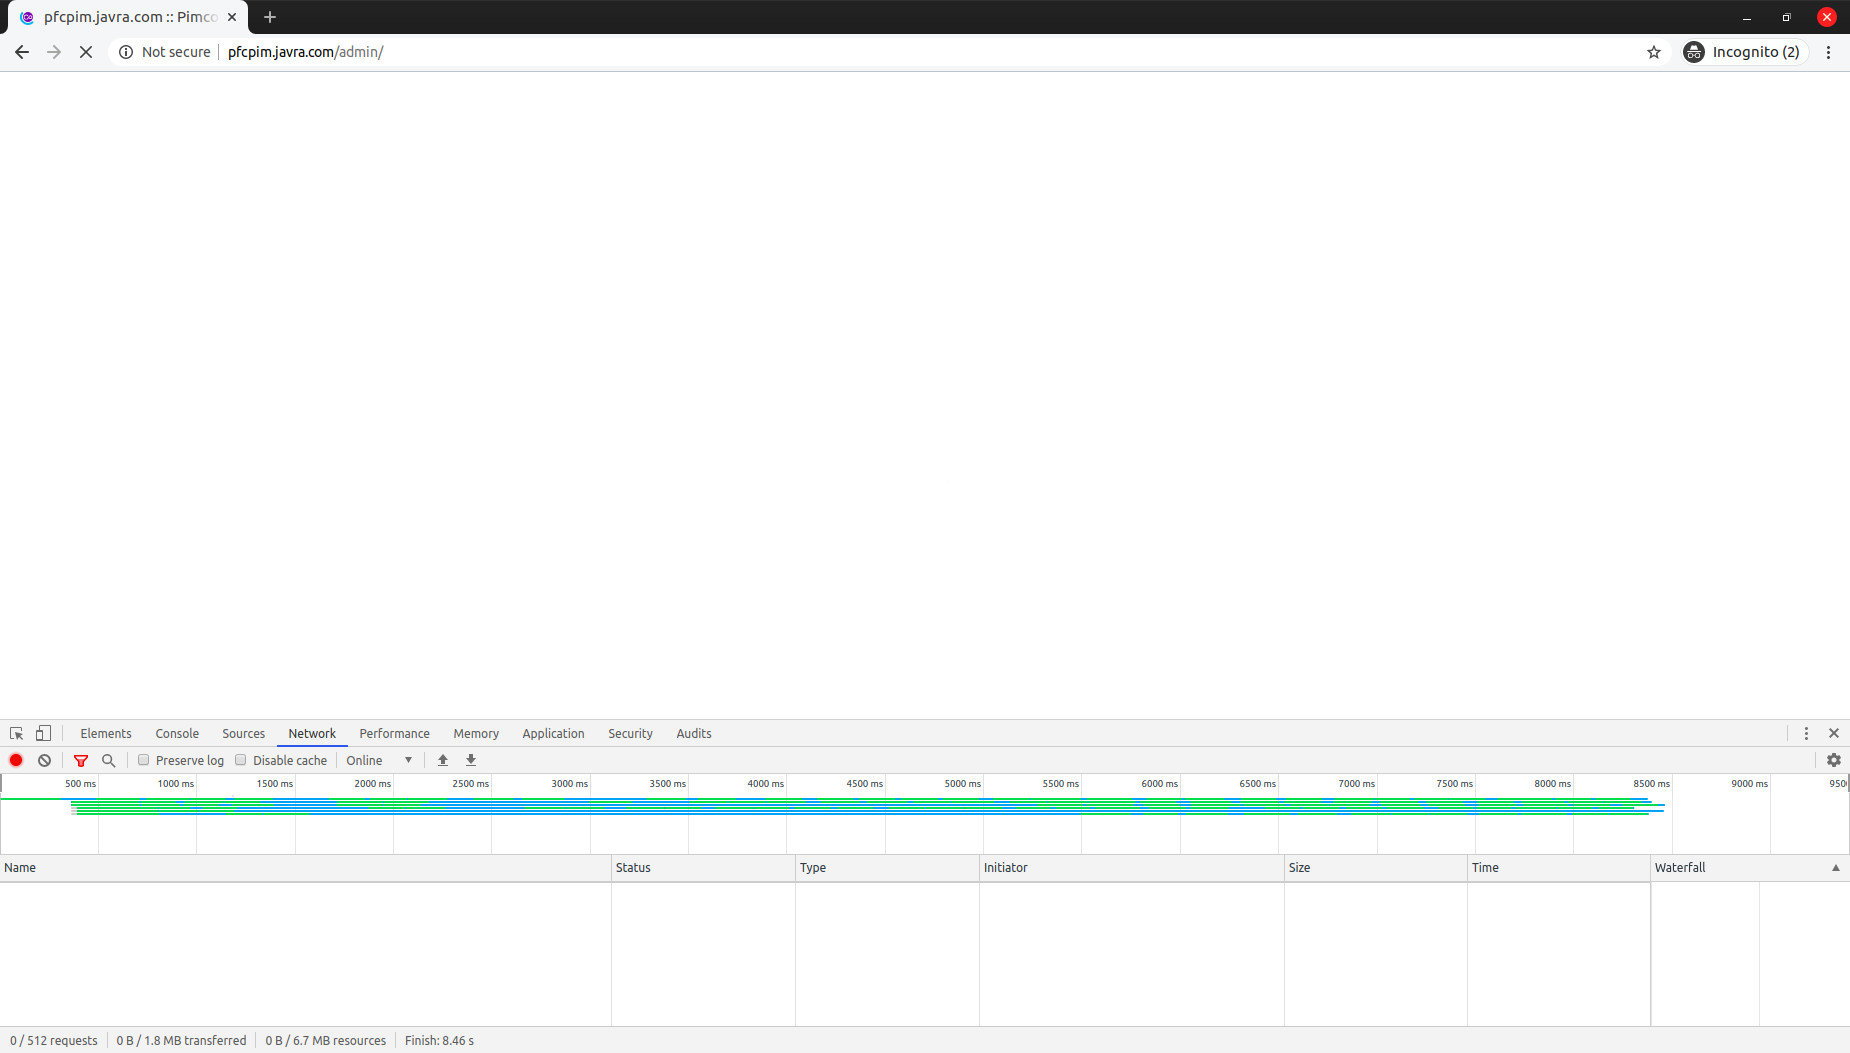 pfcpim.javra.com :: Pimco
Not secure pfcpim.javra.com/admin/ Incognito (2)
Elements Console Sources Network Performance Memory Application Security Audits
Preserve log Disable cache Online
500 ms 1000 ms 1500 ms 2000 ms 2500 ms 3000 ms 3500 ms 4000 ms 4500 ms 5000 ms 5500 ms 6000 ms 6500 ms 7000 ms 7500 ms 8000 ms 8500 ms 9000 ms 950
Name Status Type Initiator Size Time Waterfall
0 / 512 requests 0 B / 1.8 MB transferred 0 B / 6.7 MB resources Finish: 8.46 s